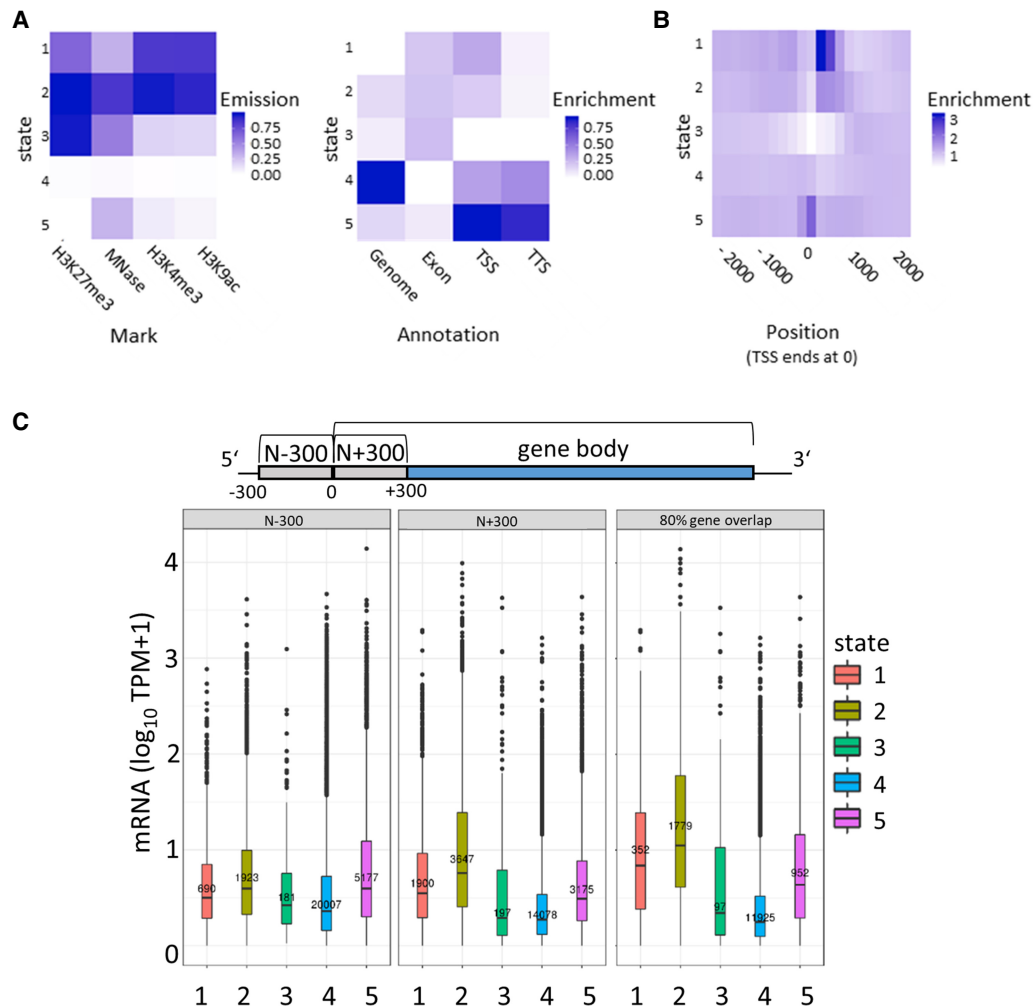 A
state
1
2
3
4
5
H3K27me3
MNase
H3K4me3
H3K9ac
Mark
Emission
0.75
0.50
0.25
0.00
1
2
3
4
5
Genome
Exon
TSS
TTS
Annotation
Enrichment
0.75
0.50
0.25
0.00
B
state
1
2
3
4
5
-2000
-1000
0
1000
2000
Position
(TSS ends at 0)
Enrichment
3
2
1
C
5‘ N-300 N+300 gene body 3‘
-300 0 +300
N-300 N+300 80% gene overlap
mRNA (log10 TPM+1)
4
3
2
1
0
690 1923 181 20007 5177
1900 3647 197 14078 3175
352 1779 97 11925 952
1 2 3 4 5 1 2 3 4 5 1 2 3 4 5
state
1
2
3
4
5